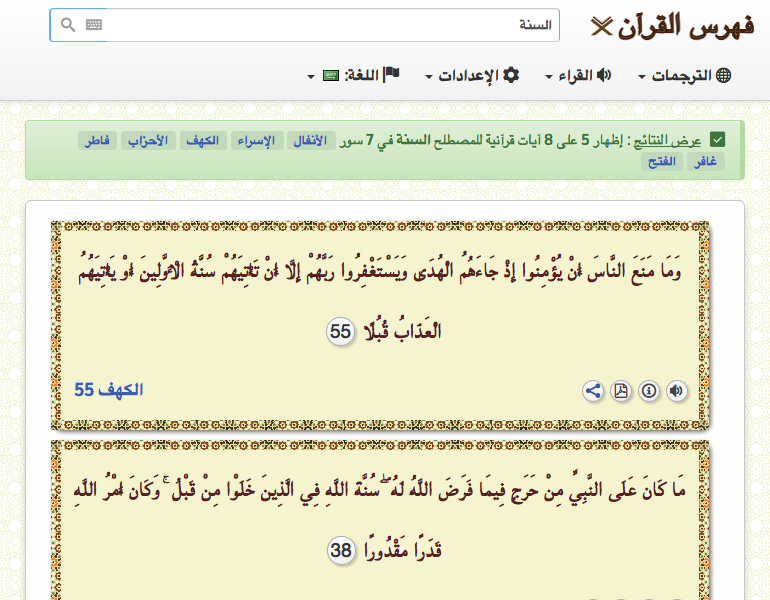 فهرس القرآن
السنة
الترجمات
القراء
الإعدادات
اللغة:
عرض النتائج : إظهار 5 على 8 آيات قرآنية للمصطلح السنة في 7 سور الأنفال الإسراء الكهف الأحزاب فاطر
غافر الفتح
وَمَا مَنَعَ النَّاسَ أَنْ يُؤْمِنُوا إِذْ جَاءَهُمُ الْهُدَى وَيَسْتَغْفِرُوا رَبَّهُمْ إِلَّا أَنْ تَأْتِيَهُمْ سُنَّةُ الْأَوَّلِينَ أَوْ يَأْتِيَهُمُ
الْعَذَابُ قُبُلًا 55
الكهف 55
مَا كَانَ عَلَى النَّبِيِّ مِنْ حَرَجٍ فِيمَا فَرَضَ اللَّهُ لَهُ ۖ سُنَّةَ اللَّهِ فِي الَّذِينَ خَلَوْا مِنْ قَبْلُ ۚ وَكَانَ أَمْرُ اللَّهِ
قَدَرًا مَقْدُورًا 38